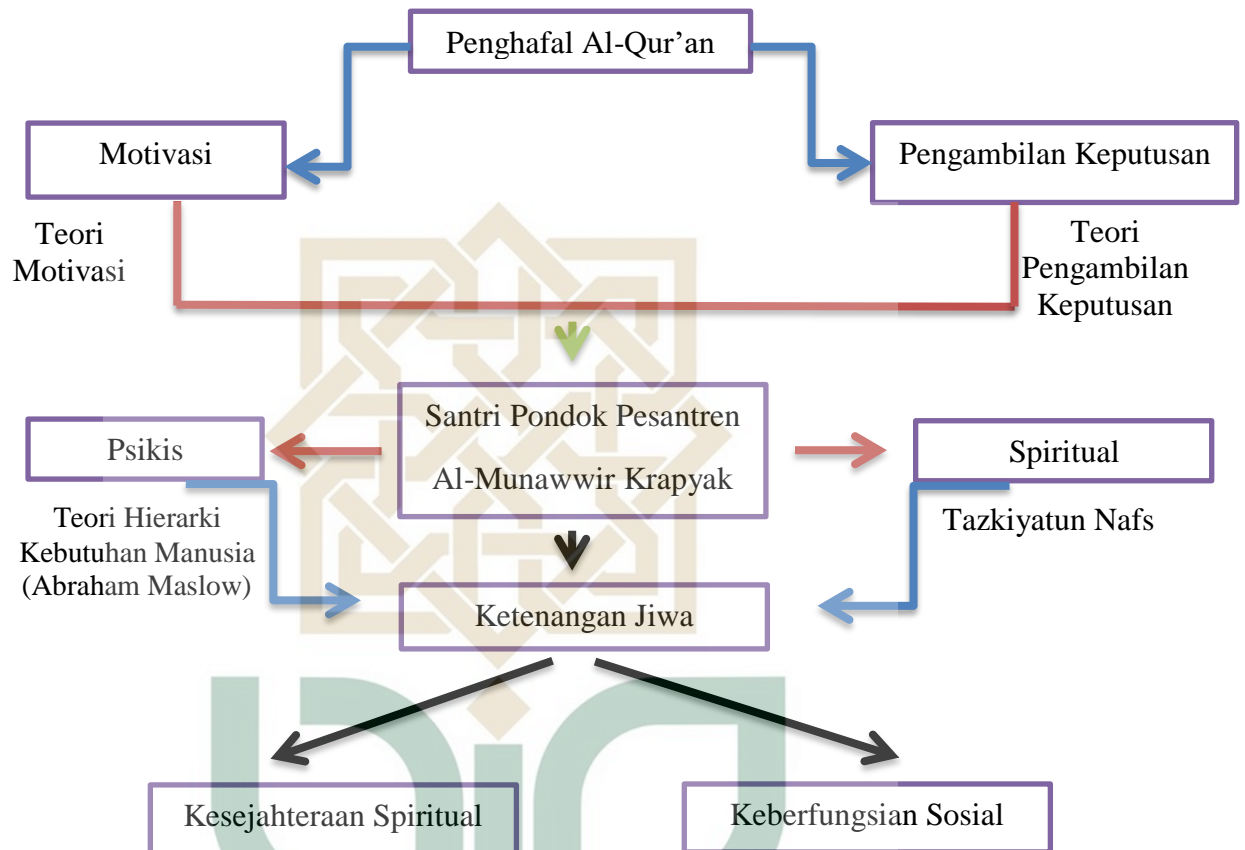 Penghafal Al-Qur’an
Motivasi
Pengambilan Keputusan
Teori
Motivasi
Teori
Pengambilan
Keputusan
Santri Pondok Pesantren
Al-Munawwir Krapyak
Psikis
Spiritual
Teori Hierarki
Kebutuhan Manusia
(Abraham Maslow)
Tazkiyatun Nafs
Ketenangan Jiwa
Kesejahteraan Spiritual
Keberfungsian Sosial